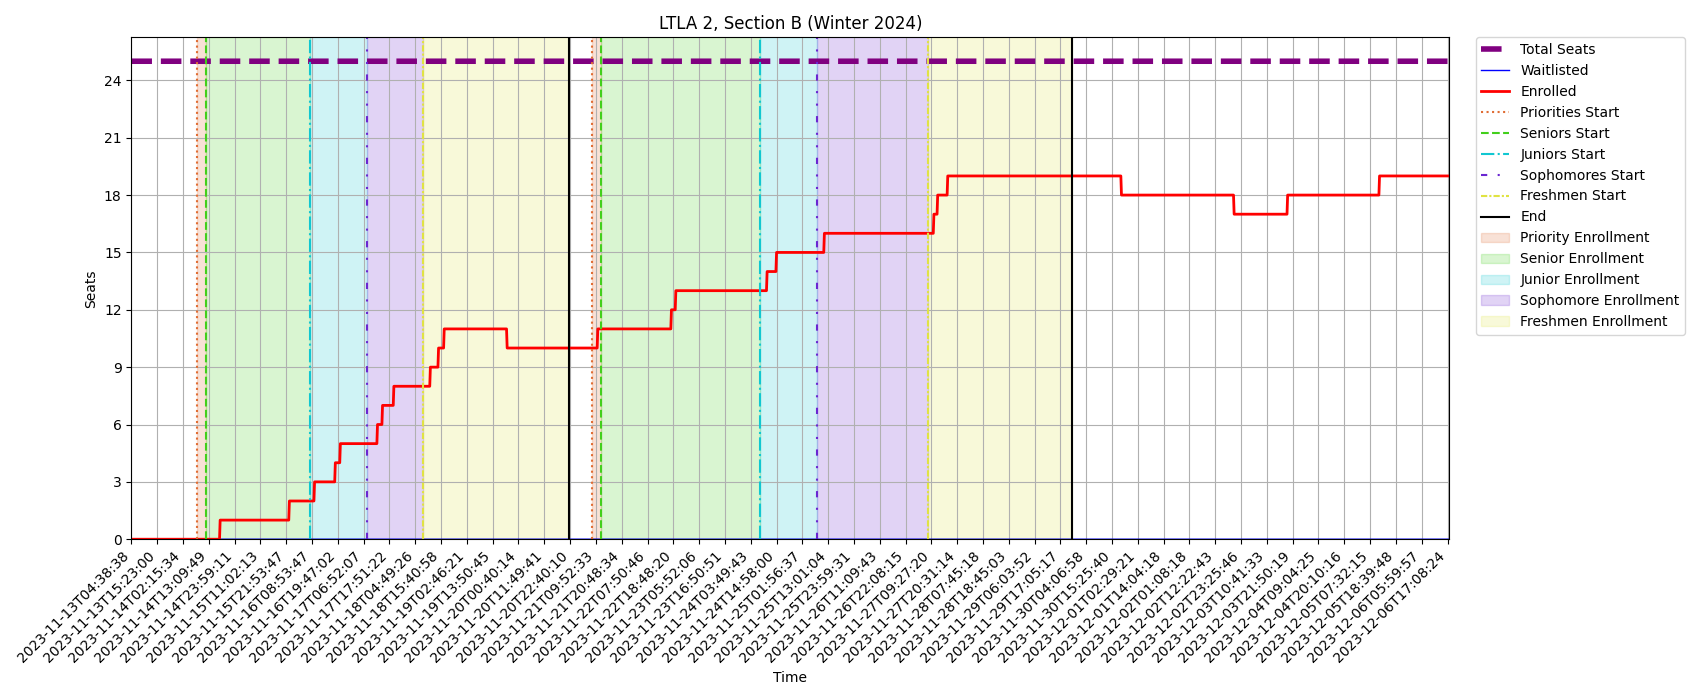 LTLA 2, Section B (Winter 2024)
Total Seats
Waitlisted
Enrolled
Priorities Start
Seniors Start
Juniors Start
Sophomores Start
Freshmen Start
End
Priority Enrollment
Senior Enrollment
Junior Enrollment
Sophomore Enrollment
Freshmen Enrollment
Seats
24
21
18
15
12
9
6
3
0
2023-11-13T04:38:38
2023-11-13T15:23:00
2023-11-14T02:15:34
2023-11-14T13:09:49
2023-11-14T23:59:11
2023-11-15T11:02:13
2023-11-15T21:53:47
2023-11-16T08:53:47
2023-11-16T19:47:02
2023-11-17T06:52:07
2023-11-17T17:51:22
2023-11-18T04:49:26
2023-11-18T15:40:58
2023-11-19T02:46:21
2023-11-19T13:50:45
2023-11-20T00:40:14
2023-11-20T11:49:41
2023-11-20T22:40:10
2023-11-21T09:52:33
2023-11-21T20:48:34
2023-11-22T07:50:46
2023-11-22T18:48:20
2023-11-23T05:52:06
2023-11-23T16:50:51
2023-11-24T03:49:43
2023-11-24T14:58:00
2023-11-25T01:56:37
2023-11-25T13:01:04
2023-11-25T23:59:31
2023-11-26T11:09:43
2023-11-26T22:08:15
2023-11-27T09:27:20
2023-11-27T20:31:14
2023-11-28T07:45:18
2023-11-28T18:45:03
2023-11-29T06:03:52
2023-11-29T17:05:17
2023-11-30T04:06:58
2023-11-30T15:25:40
2023-12-01T02:29:21
2023-12-01T14:04:18
2023-12-02T01:08:18
2023-12-02T12:22:43
2023-12-02T23:25:46
2023-12-03T10:41:33
2023-12-03T21:50:19
2023-12-04T09:04:25
2023-12-04T20:10:16
2023-12-05T07:32:15
2023-12-05T18:39:48
2023-12-06T05:59:57
2023-12-06T17:08:24
Time